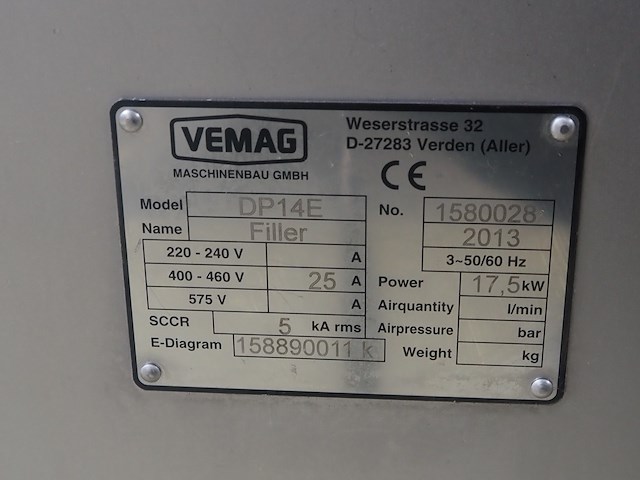 VEMAG
MASCHINENBAU GMBH
Weserstrasse 32
D-27283 Verden (Aller)
CE
Model DP14E
Name Filler
220 - 240 V A
400 - 460 V 25 A
575 V A
SCCR 5 kA rms
E-Diagram 158890011 k
No. 1580028
2013
3~50/60 Hz
Power 17,5 kW
Airquantity l/min
Airpressure bar
Weight kg